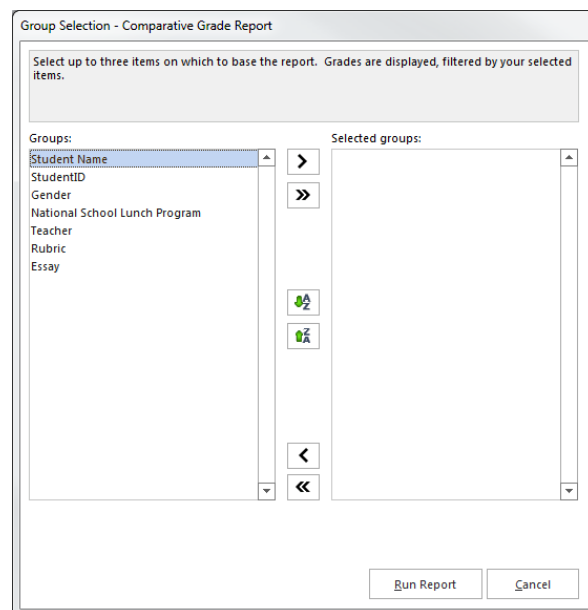 Group Selection - Comparative Grade Report
Select up to three items on which to base the report.  Grades are displayed, filtered by your selected
items.
Groups:
Selected groups:
Student Name
StudentID
Gender
National School Lunch Program
Teacher
Rubric
Essay
A
Z
Z
A
Run Report
Cancel